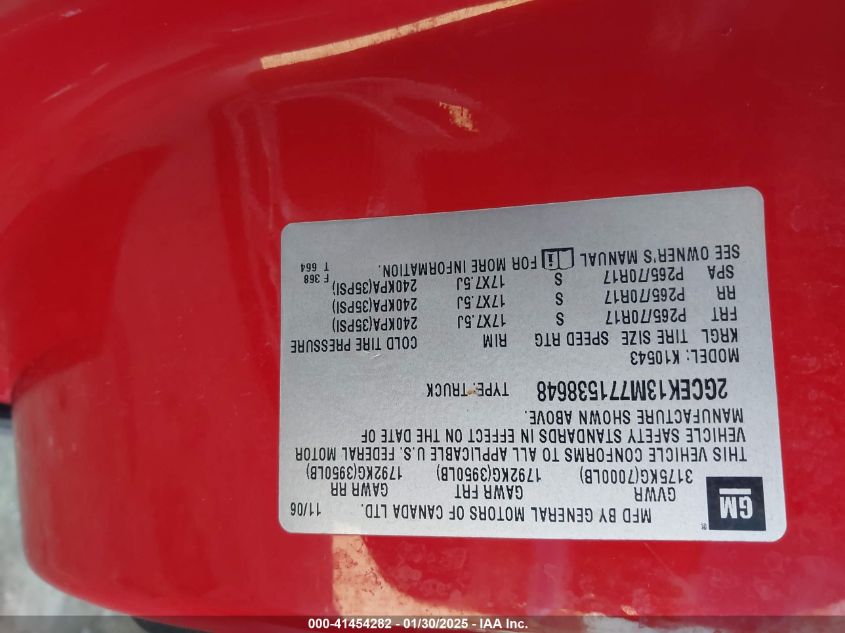 GM
MFD BY GENERAL MOTORS OF CANADA LTD. 11/06
GVWR GAWR FRT GAWR RR
3175KG(7000LB) 1792KG(3950LB) 1792KG(3950LB)
THIS VEHICLE CONFORMS TO ALL APPLICABLE U.S. FEDERAL MOTOR
VEHICLE SAFETY STANDARDS IN EFFECT ON THE DATE OF
MANUFACTURE SHOWN ABOVE.
2GCEK13M771538648 TYPE: TRUCK
MODEL: K10543
KRGL TIRE SIZE SPEED RTG RIM COLD TIRE PRESSURE
FRT P265/70R17 S 17X7.5J 240KPA(35PSI)
RR P265/70R17 S 17X7.5J 240KPA(35PSI)
SPA P265/70R17 S 17X7.5J 240KPA(35PSI)
SEE OWNER'S MANUAL FOR MORE INFORMATION.
F 368
T 664
000-41454282 - 01/30/2025 - IAA Inc.